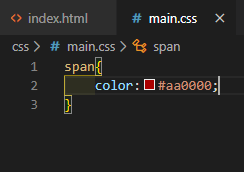 <> index.html # main.css
css > # main.css > span
1 span{
2 color: #aa0000;
3 }